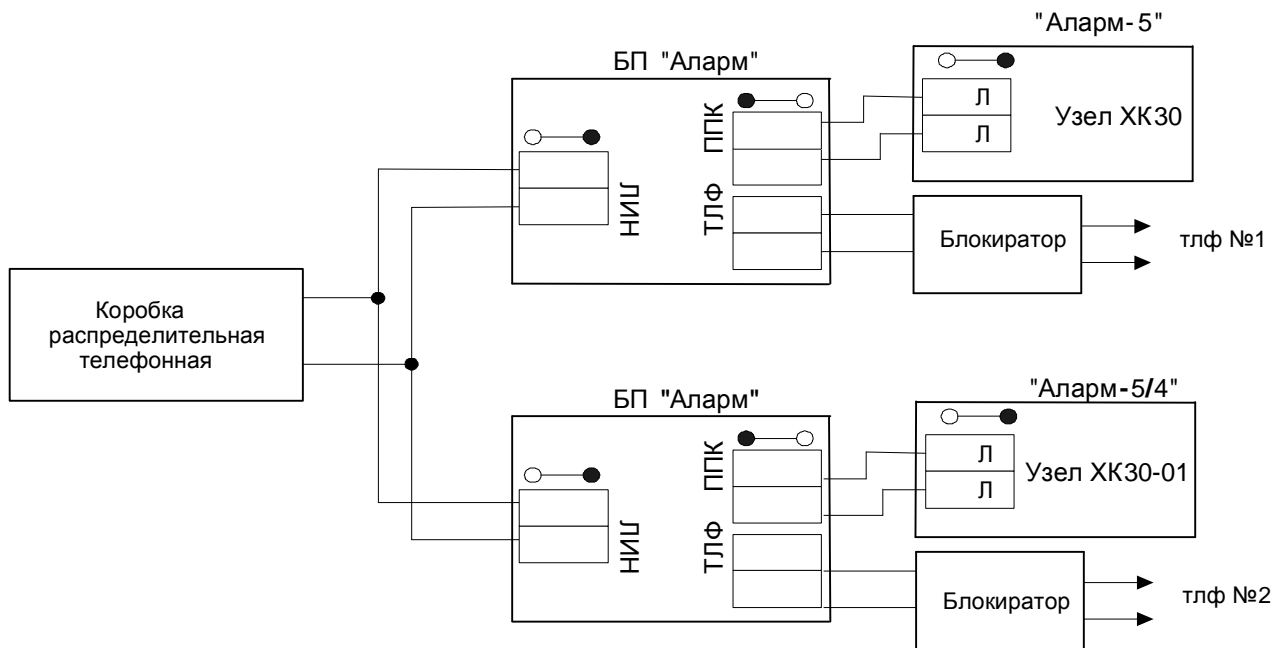 "Аларм-5"
БП "Аларм"
ППК
Л
Л
Узел ХК30
ЛИН
ТЛФ
Блокиратор
тлф №1
Коробка
распределительная
телефонная
"Аларм-5/4"
БП "Аларм"
ППК
Л
Л
Узел ХК30-01
ЛИН
ТЛФ
Блокиратор
тлф №2